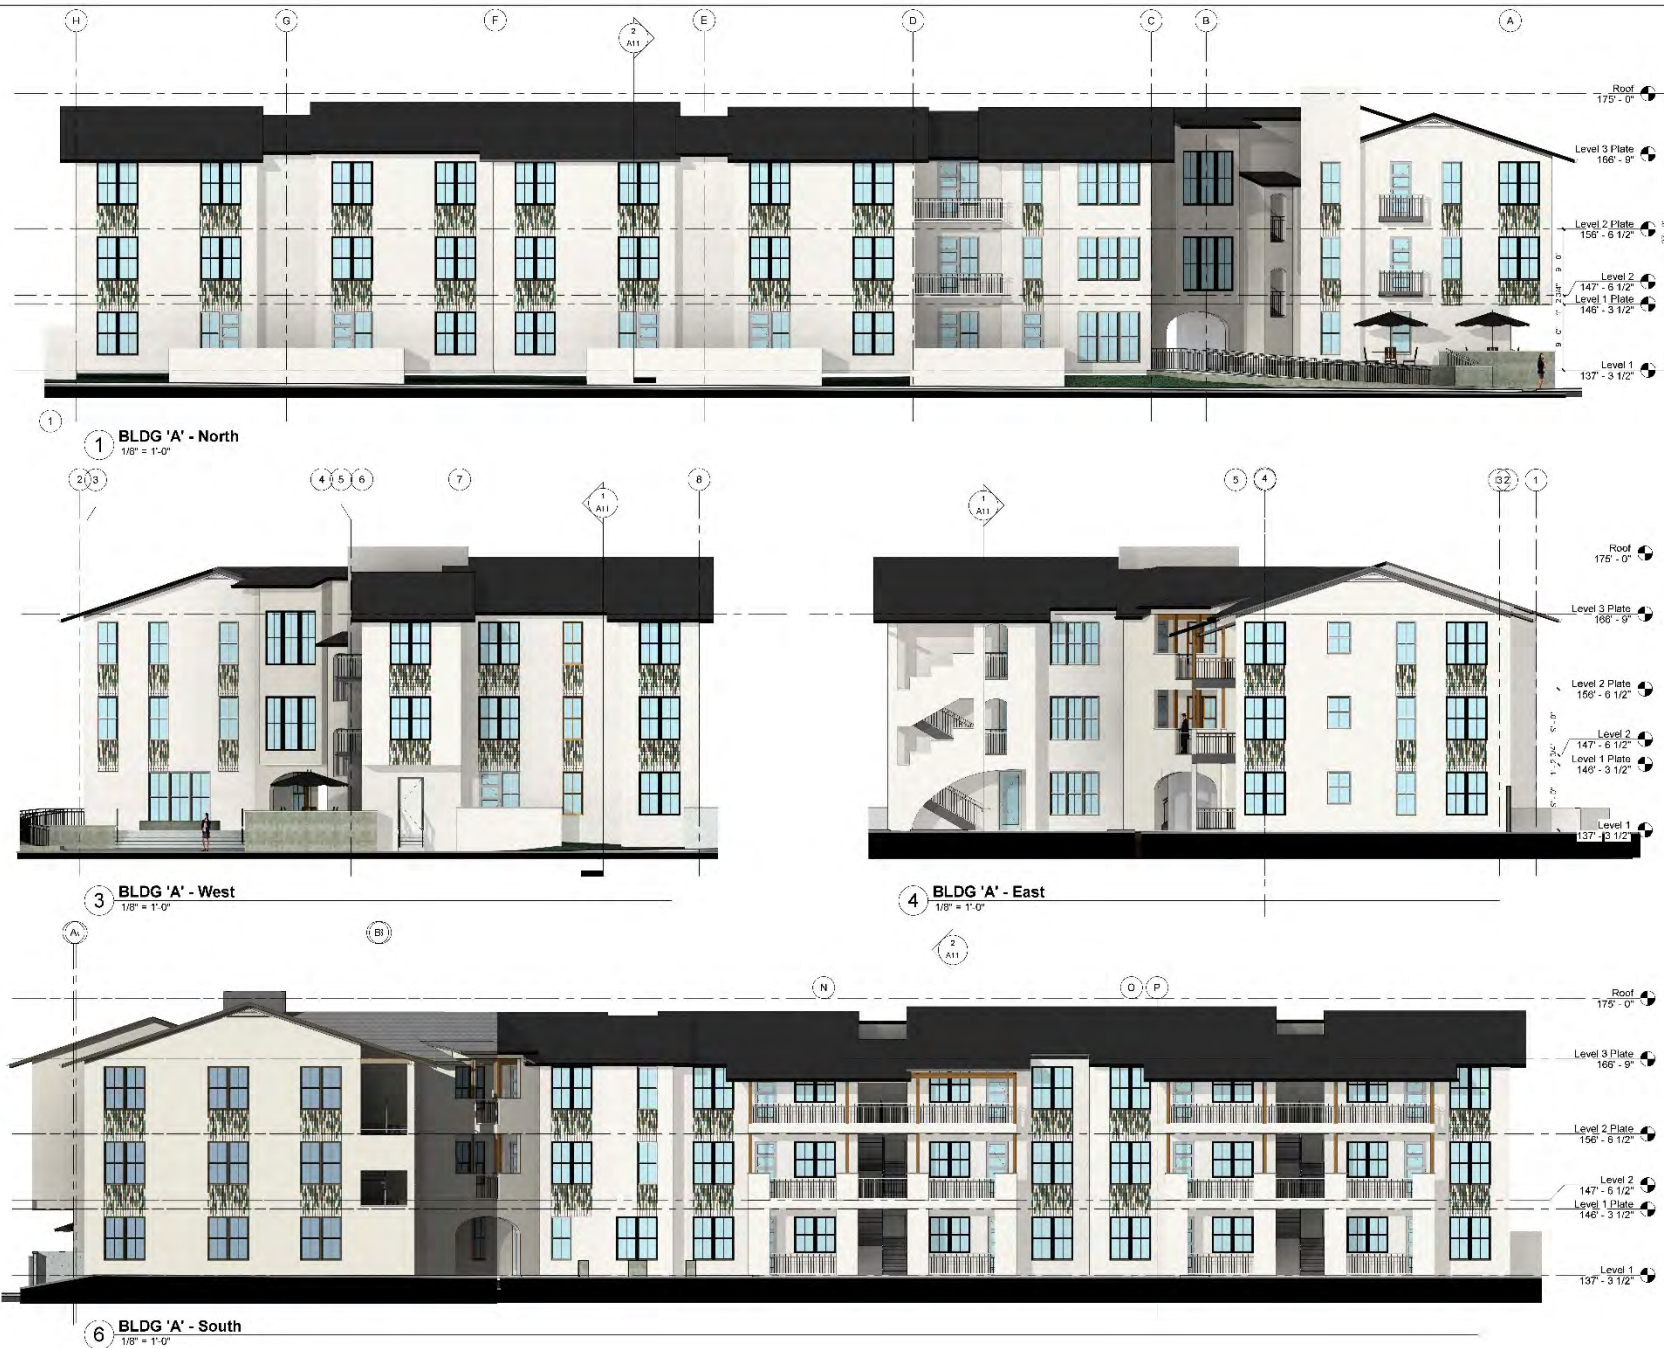 H G F E D C B A
2
A11
Roof
175' - 0"
Level 3 Plate
166' - 9"
Level 2 Plate
156' - 6 1/2"
Level 2
147' - 6 1/2"
Level 1 Plate
146' - 3 1/2"
Level 1
137' - 3 1/2"
1
1 BLDG 'A' - North
1/8" = 1'-0"
2 3 4 5 6 7 8
1
A11
3 BLDG 'A' - West
1/8" = 1'-0"
1
A11
5 4 3 2 1
Roof
175' - 0"
Level 3 Plate
166' - 9"
Level 2 Plate
156' - 6 1/2"
Level 2
147' - 6 1/2"
Level 1 Plate
146' - 3 1/2"
Level 1
137' - 3 1/2"
4 BLDG 'A' - East
1/8" = 1'-0"
A B N O P
2
A11
Roof
175' - 0"
Level 3 Plate
166' - 9"
Level 2 Plate
156' - 6 1/2"
Level 2
147' - 6 1/2"
Level 1 Plate
146' - 3 1/2"
Level 1
137' - 3 1/2"
6 BLDG 'A' - South
1/8" = 1'-0"